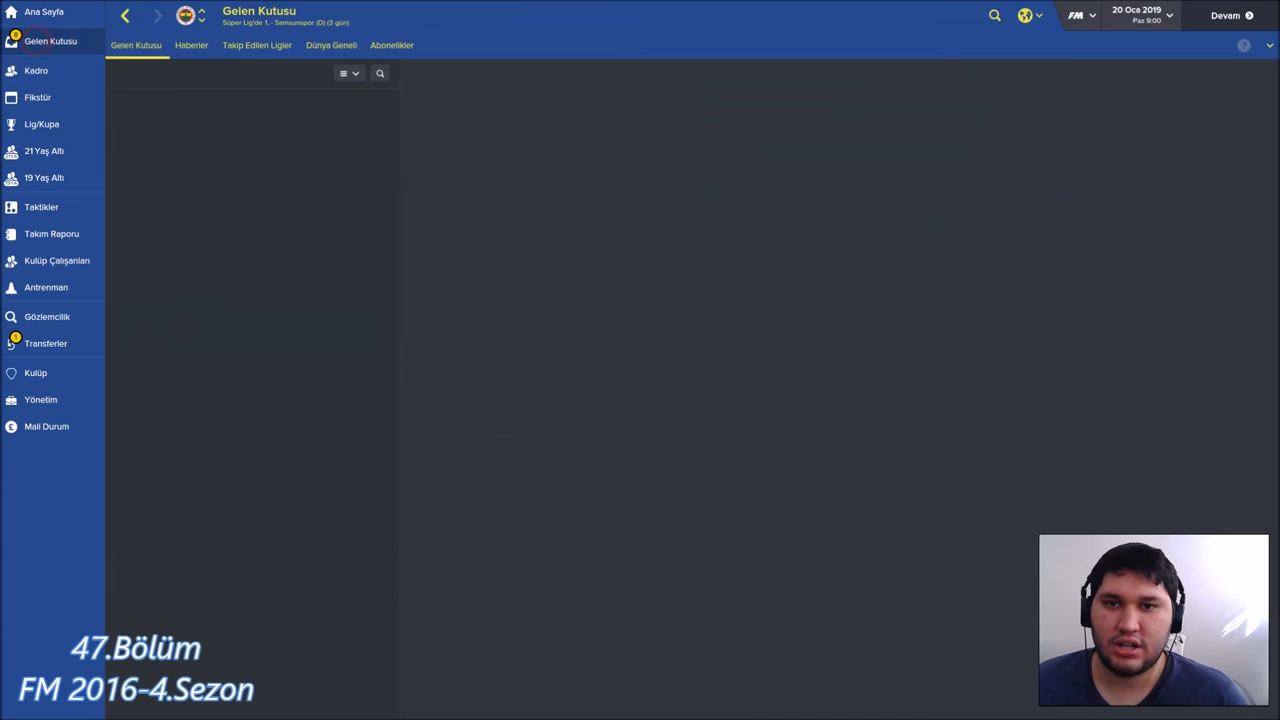 Ana Sayfa
Gelen Kutusu
Kadro
Fikstür
Lig/Kupa
21 Yaş Altı
19 Yaş Altı
Taktikler
Takım Raporu
Kulüp Çalışanları
Antrenman
Gözlemcilik
1
Transferler
Kulüp
Yönetim
Mali Durum
Gelen Kutusu
Süper Lig'de 1. - Samsunspor (D) (3 gün)
FM
20 Oca 2019
Paz 9:00
Devam
Gelen Kutusu
Haberler
Takip Edilen Ligler
Dünya Geneli
Abonelikler
?
47.Bölüm
FM 2016-4.Sezon